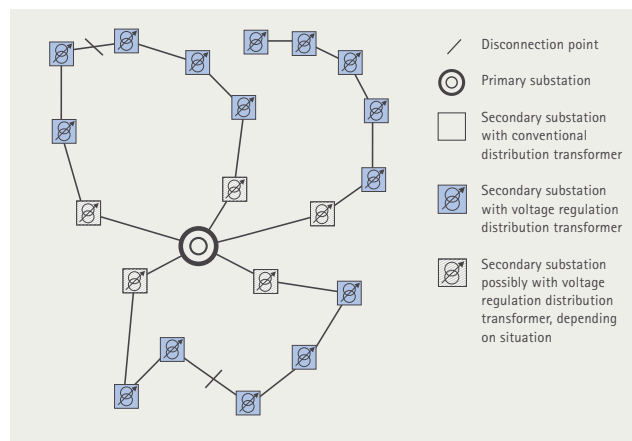 Disconnection point
Primary substation
Secondary substation
with conventional
distribution transformer
Secondary substation
with voltage regulation
distribution transformer
Secondary substation
possibly with voltage
regulation distribution
transformer, depending
on situation